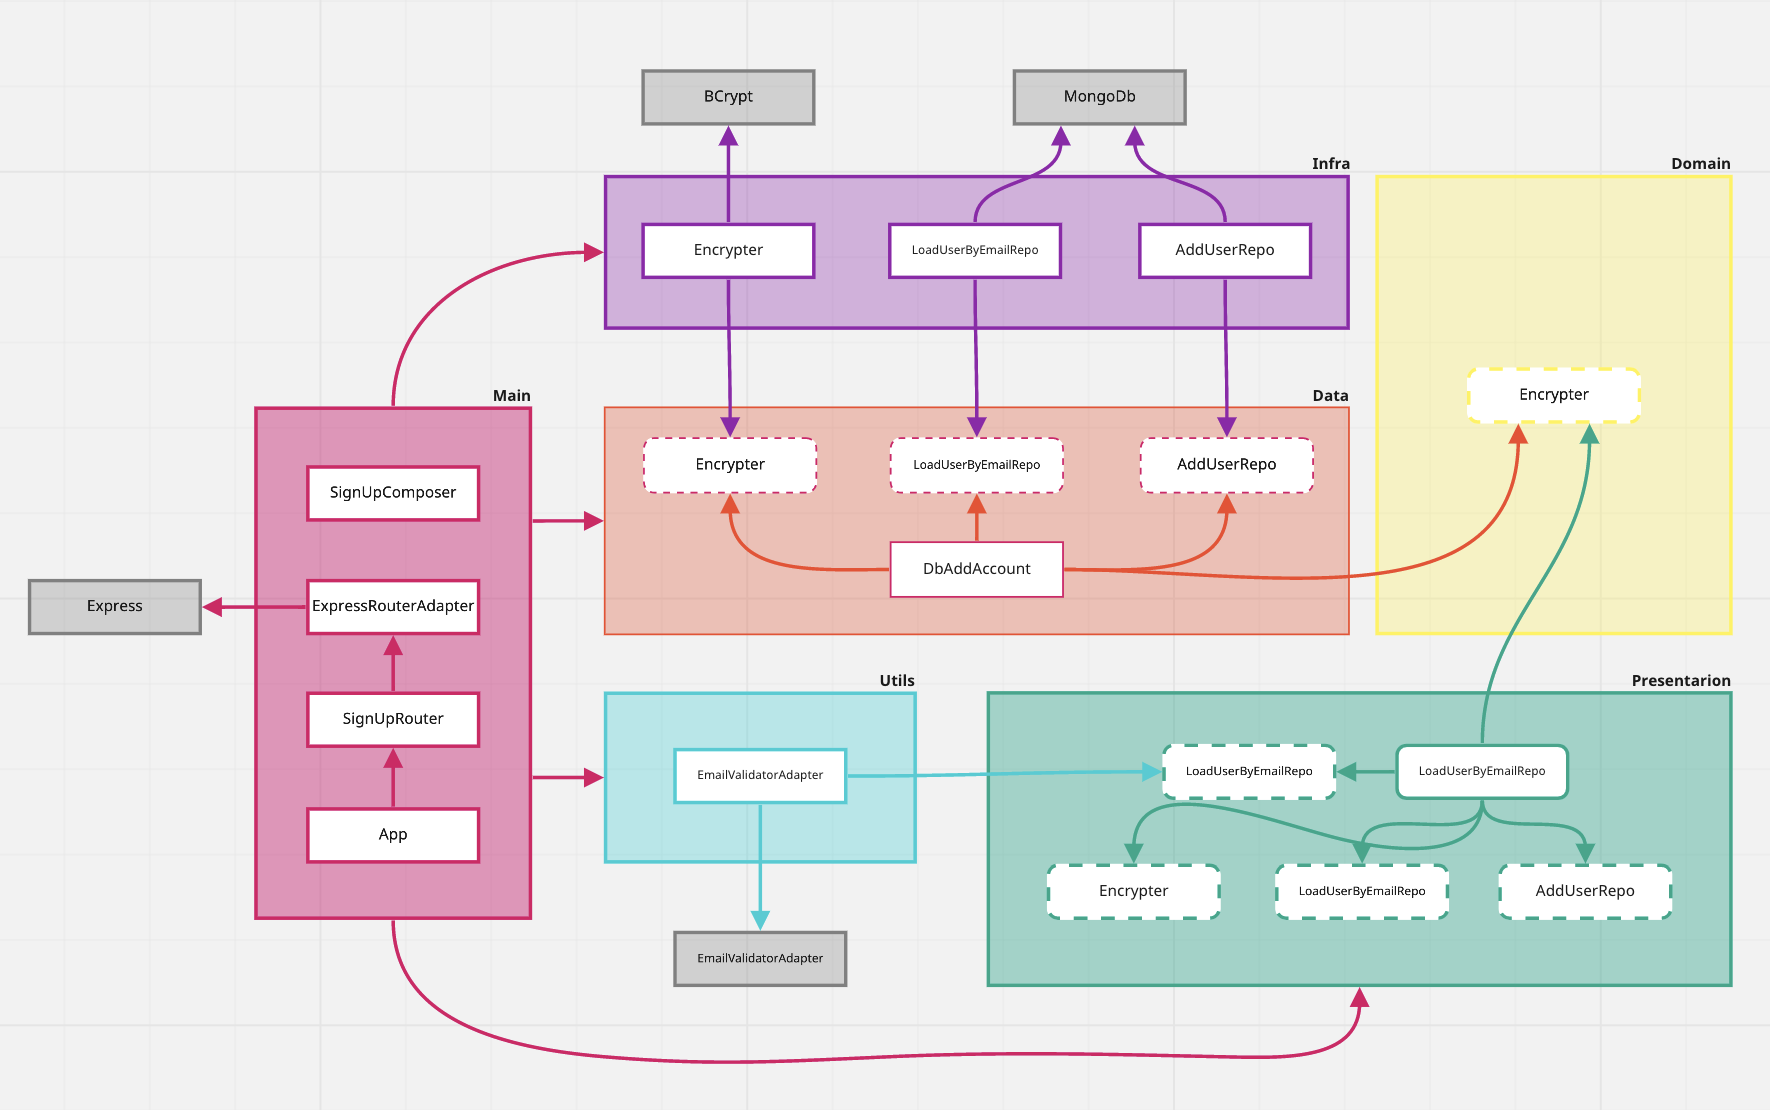 BCrypt
MongoDb
Infra
Domain
Encrypter
LoadUserByEmailRepo
AddUserRepo
Main
Data
Encrypter
Encrypter
LoadUserByEmailRepo
AddUserRepo
SignUpComposer
DbAddAccount
Express
ExpressRouterAdapter
Utils
Presentarion
SignUpRouter
EmailValidatorAdapter
LoadUserByEmailRepo
LoadUserByEmailRepo
App
Encrypter
LoadUserByEmailRepo
AddUserRepo
EmailValidatorAdapter